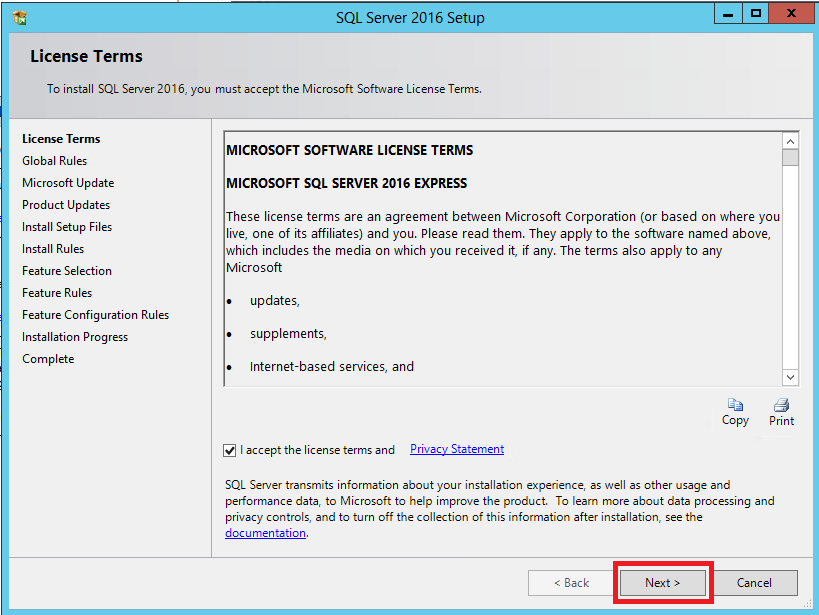 SQL Server 2016 Setup
License Terms
To install SQL Server 2016, you must accept the Microsoft Software License Terms.
License Terms
Global Rules
Microsoft Update
Product Updates
Install Setup Files
Install Rules
Feature Selection
Feature Rules
Feature Configuration Rules
Installation Progress
Complete
MICROSOFT SOFTWARE LICENSE TERMS
MICROSOFT SQL SERVER 2016 EXPRESS
These license terms are an agreement between Microsoft Corporation (or based on where you
live, one of its affiliates) and you. Please read them. They apply to the software named above,
which includes the media on which you received it, if any. The terms also apply to any
Microsoft
• updates,
• supplements,
• Internet-based services, and
Copy
Print
I accept the license terms and Privacy Statement
SQL Server transmits information about your installation experience, as well as other usage and
performance data, to Microsoft to help improve the product. To learn more about data processing and
privacy controls, and to turn off the collection of this information after installation, see the
documentation.
< Back
Next >
Cancel